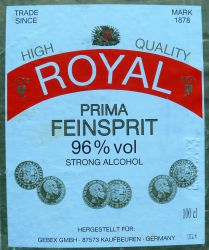 TRADE MARK
SINCE 1878
HIGH QUALITY
ROYAL
PRIMA
FEINSPRIT
96 % vol
STRONG ALCOHOL
100 cl
HERGESTELLT FÜR:
GEBEX GMBH - 87573 KAUFBEUREN - GERMANY